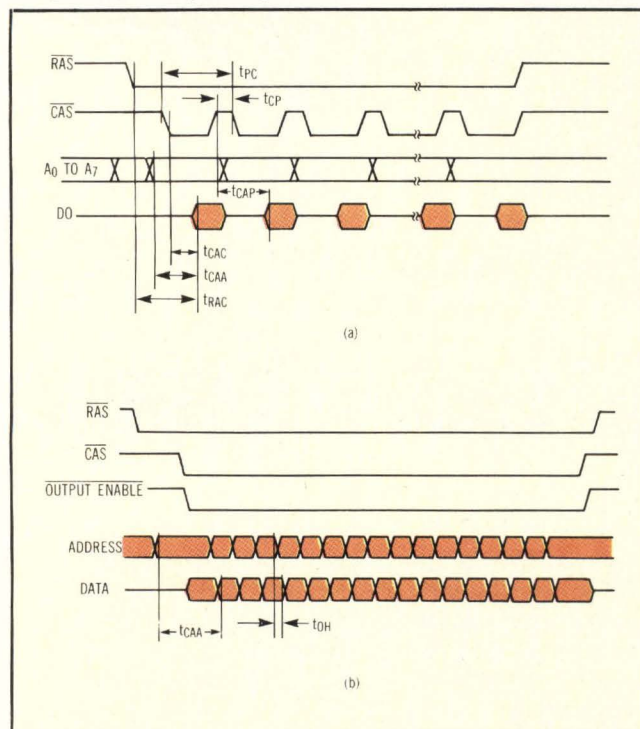 RAS
tPC
CAS
tCP
A0 TO A7
tCAP
DO
tCAC
tCAA
tRAC
(a)
RAS
CAS
OUTPUT ENABLE
ADDRESS
DATA
tCAA
tOH
(b)